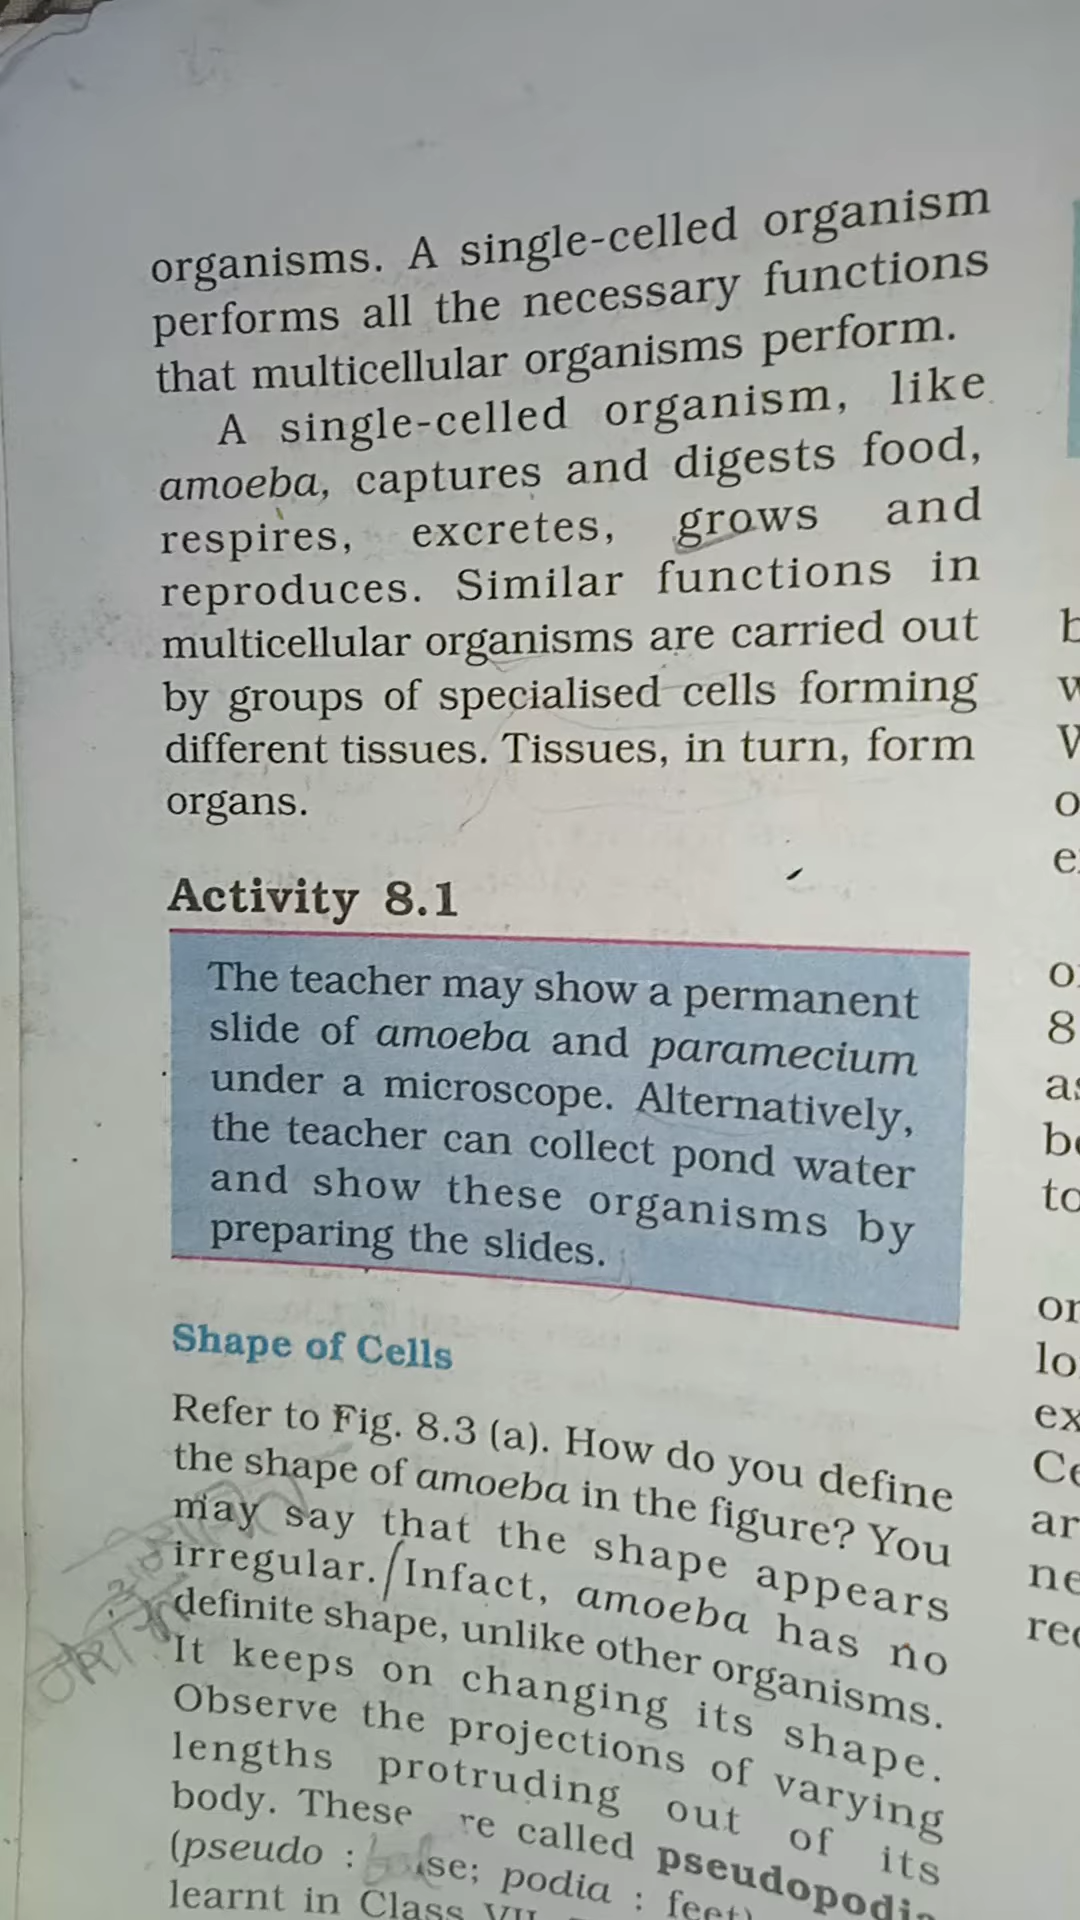 organisms. A single-celled organism
performs all the necessary functions
that multicellular organisms perform.
A single-celled organism, like
amoeba, captures and digests food,
respires, excretes, grows and
reproduces. Similar functions in
multicellular organisms are carried out
by groups of specialised cells forming
different tissues. Tissues, in turn, form
organs.
Activity 8.1
The teacher may show a permanent
slide of amoeba and paramecium
under a microscope. Alternatively,
the teacher can collect pond water
and show these organisms by
preparing the slides.
Shape of Cells
Refer to Fig. 8.3 (a). How do you define
the shape of amoeba in the figure? You
may say that the shape appears
irregular. Infact, amoeba has no
definite shape, unlike other organisms.
It keeps on changing its shape.
Observe the projections of varying
lengths protruding out of its
body. These re called
(pseudo : se; podia : feet)
learnt in Class VII